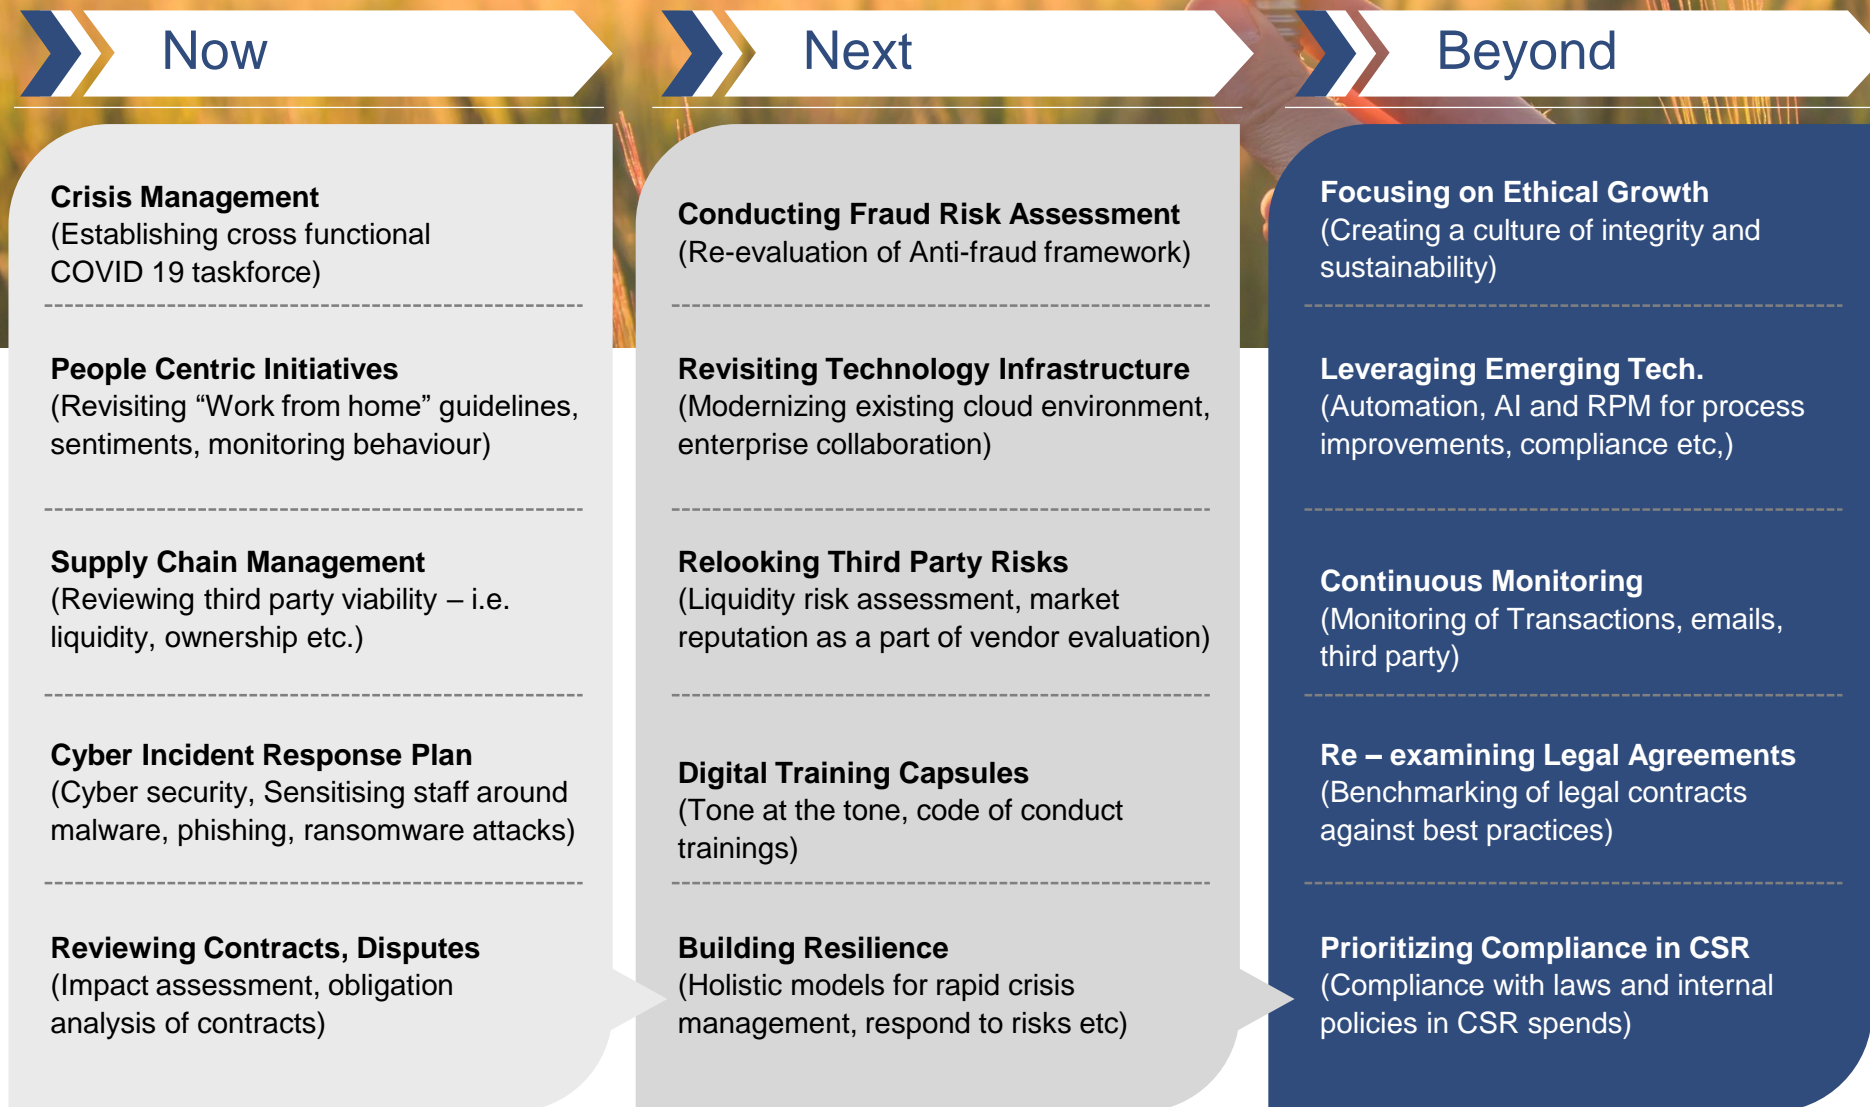 Now
Crisis Management
(Establishing cross functional
COVID 19 taskforce)
People Centric Initiatives
(Revisiting “Work from home” guidelines,
sentiments, monitoring behaviour)
Supply Chain Management
(Reviewing third party viability – i.e.
liquidity, ownership etc.)
Cyber Incident Response Plan
(Cyber security, Sensitising staff around
malware, phishing, ransomware attacks)
Reviewing Contracts, Disputes
(Impact assessment, obligation
analysis of contracts)
Next
Conducting Fraud Risk Assessment
(Re-evaluation of Anti-fraud framework)
Revisiting Technology Infrastructure
(Modernizing existing cloud environment,
enterprise collaboration)
Relooking Third Party Risks
(Liquidity risk assessment, market
reputation as a part of vendor evaluation)
Digital Training Capsules
(Tone at the tone, code of conduct
trainings)
Building Resilience
(Holistic models for rapid crisis
management, respond to risks etc)
Beyond
Focusing on Ethical Growth
(Creating a culture of integrity and
sustainability)
Leveraging Emerging Tech.
(Automation, AI and RPM for process
improvements, compliance etc,)
Continuous Monitoring
(Monitoring of Transactions, emails,
third party)
Re – examining Legal Agreements
(Benchmarking of legal contracts
against best practices)
Prioritizing Compliance in CSR
(Compliance with laws and internal
policies in CSR spends)